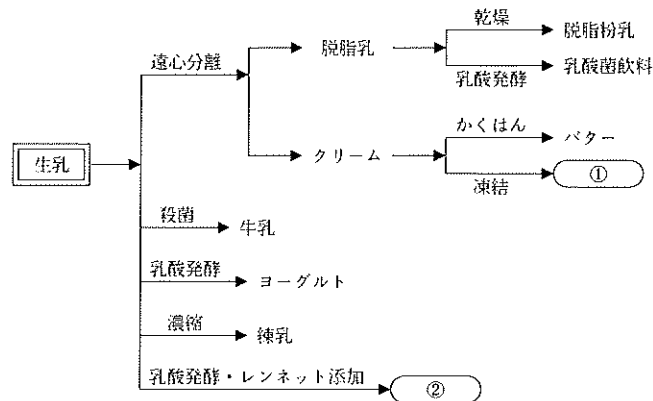 乾燥
脱脂粉乳
脱脂乳
遠心分離
乳酸発酵
乳酸菌飲料
かくはん
バター
クリーム
生乳
凍結
①
殺菌
牛乳
乳酸発酵
ヨーグルト
濃縮
練乳
乳酸発酵・レンネット添加
②